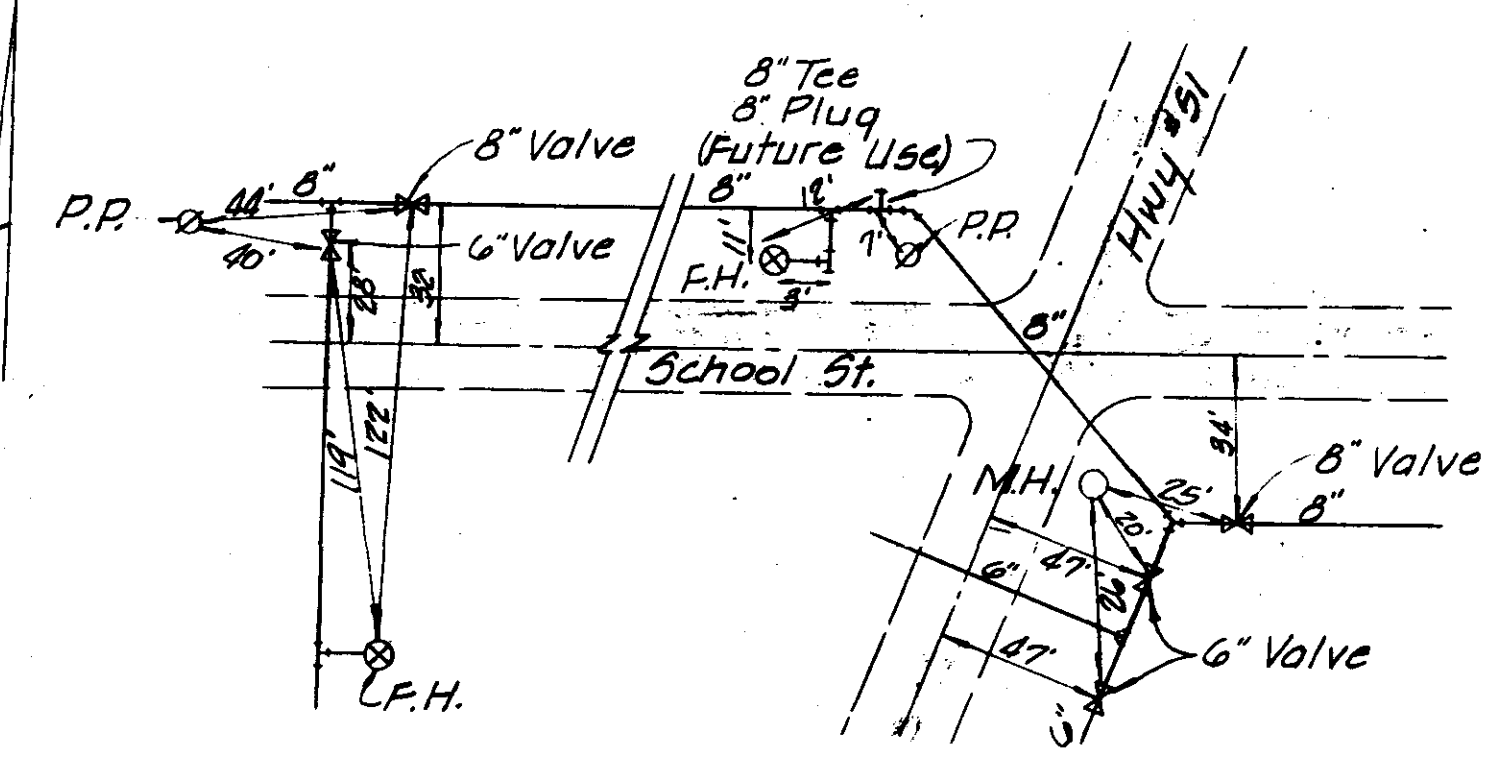 8" Tee
8" Plug
(Future Use)
8" Valve
8"
44'
P.P.
40'
6" Valve
28'
32'
119'
122'
F.H.
8"
12'
11'
7'
P.P.
F.H.
3'
School St.
Hwy #51
8"
34'
8" Valve
8"
M.H.
25'
20'
47'
6"
26'
47'
6" Valve
6"